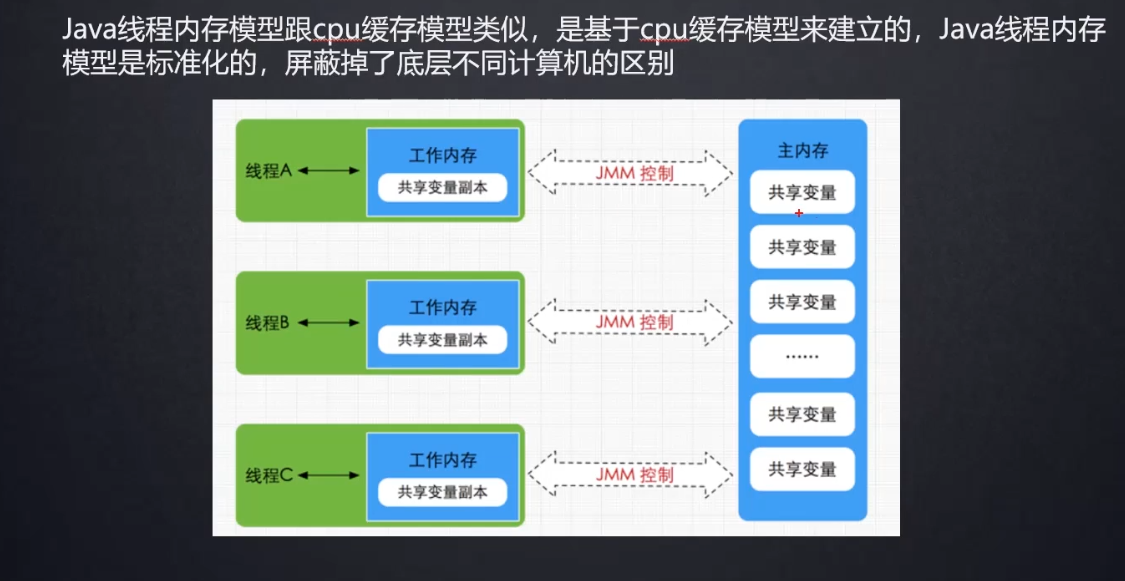 Java线程内存模型跟cpu缓存模型类似，是基于cpu缓存模型来建立的，Java线程内存
模型是标准化的，屏蔽掉了底层不同计算机的区别
线程A
工作内存
共享变量副本
JMM 控制
主内存
共享变量
共享变量
线程B
工作内存
共享变量副本
JMM 控制
共享变量
······
线程C
工作内存
共享变量副本
JMM 控制
共享变量
共享变量